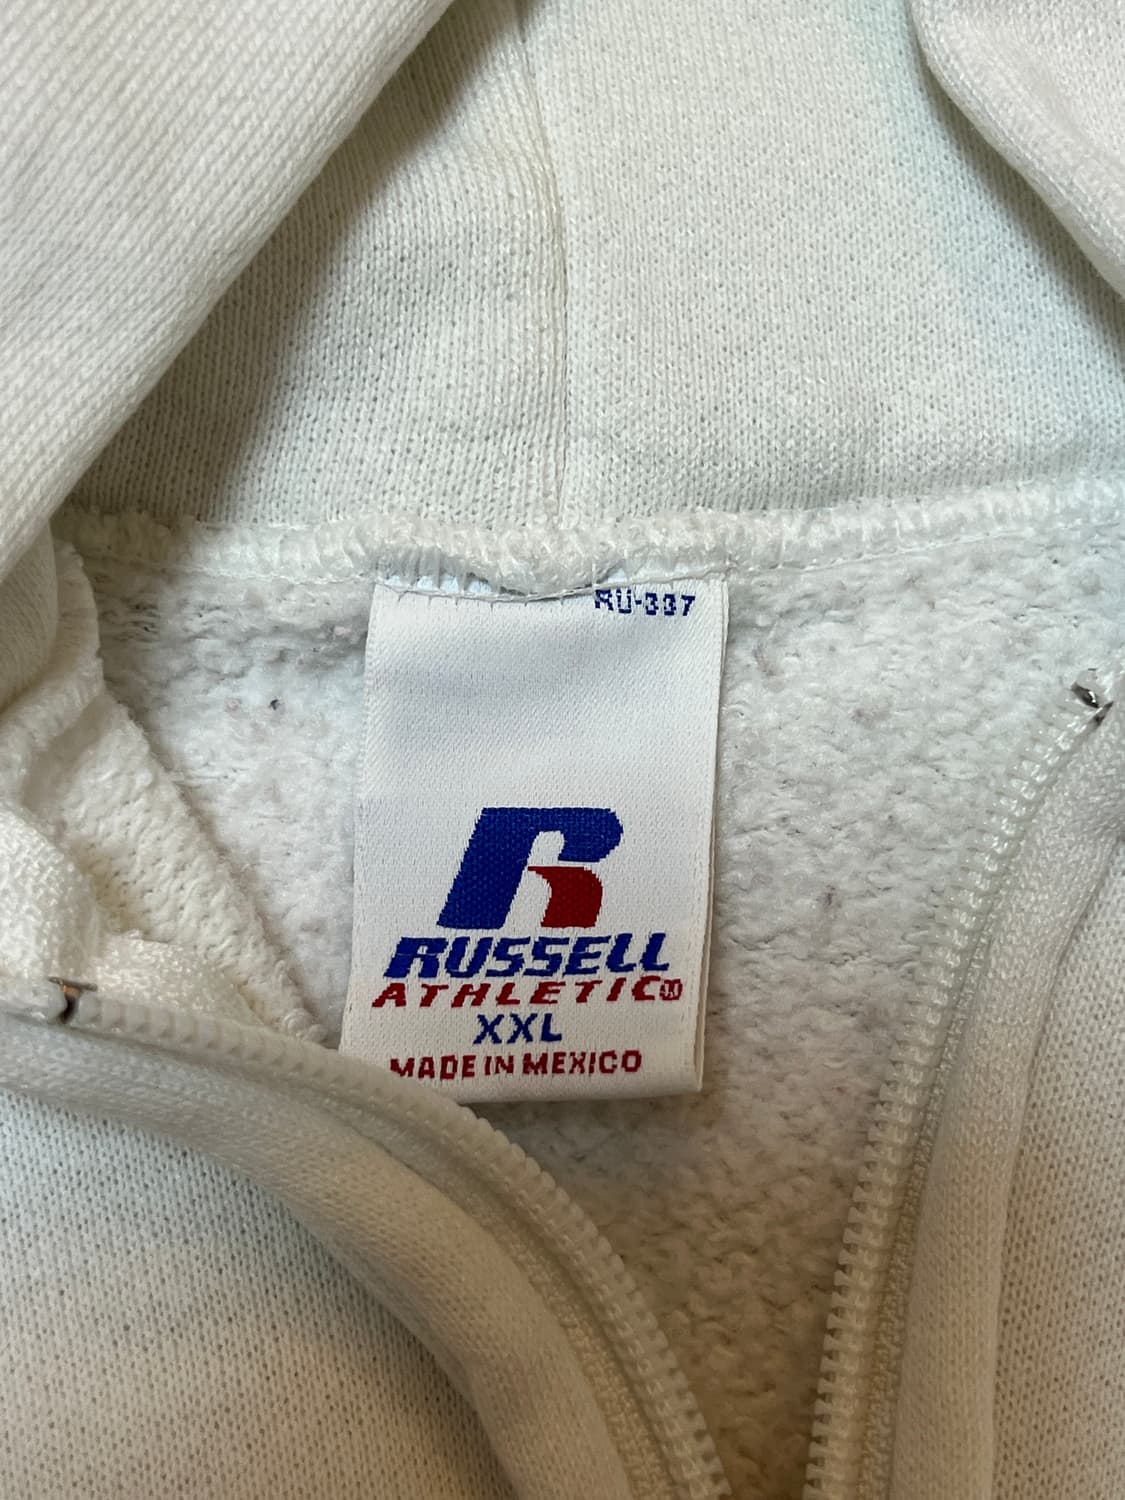 RU-337
R
RUSSELL
ATHLETIC®
XXL
MADE IN MEXICO